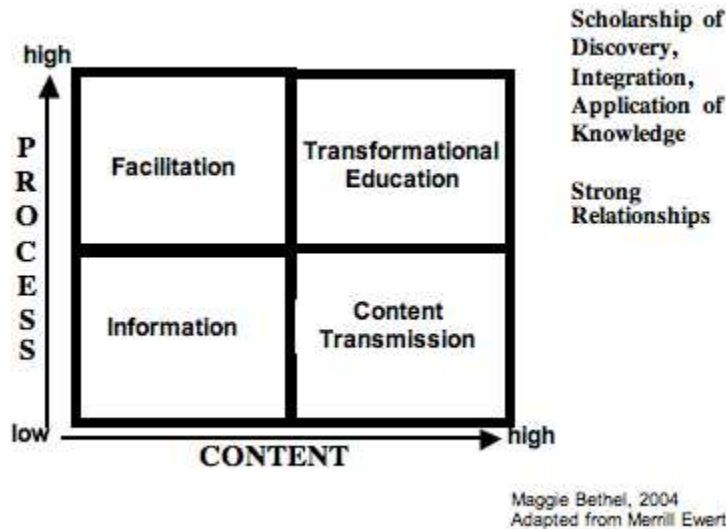 Scholarship of
Discovery,
Integration,
Application of
Knowledge
Strong
Relationships
high
PROCESS
Facilitation
Transformational
Education
Information
Content
Transmission
low
high
CONTENT
Maggie Bethel, 2004
Adapted from Merrill Ewert